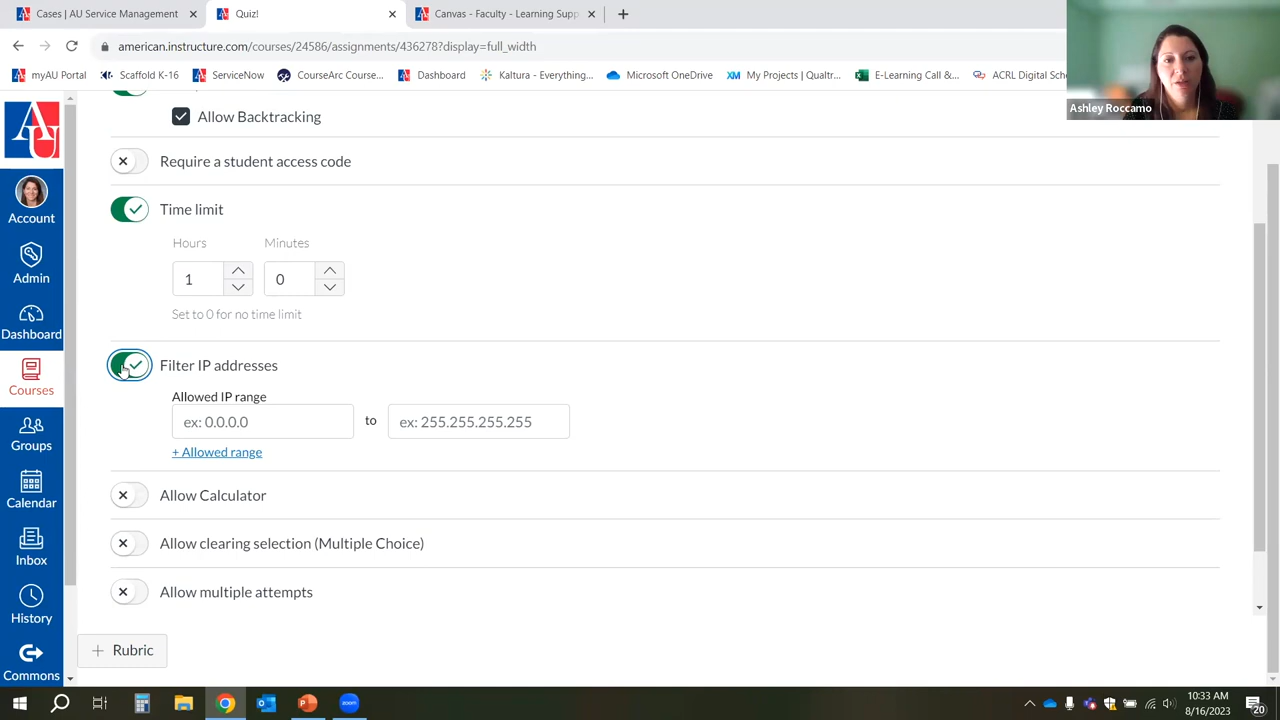 Cases | AU Service Management
Quiz!
Canvas - Faculty - Learning Supp
american.instructure.com/courses/24586/assignments/436278?display=full_width
myAU Portal
Scaffold K-16
ServiceNow
CourseArc Course...
Dashboard
Kaltura - Everything...
Microsoft OneDrive
My Projects | Qualtr...
E-Learning Call &...
ACRL Digital Sch
Ashley Roccamo
AU
Account
Admin
Dashboard
Courses
Groups
Calendar
Inbox
History
Commons
Allow Backtracking
Require a student access code
Time limit
Hours
Minutes
1
0
Set to 0 for no time limit
Filter IP addresses
Allowed IP range
ex: 0.0.0.0
to
ex: 255.255.255.255
+ Allowed range
Allow Calculator
Allow clearing selection (Multiple Choice)
Allow multiple attempts
+ Rubric
10:33 AM
8/16/2023
20